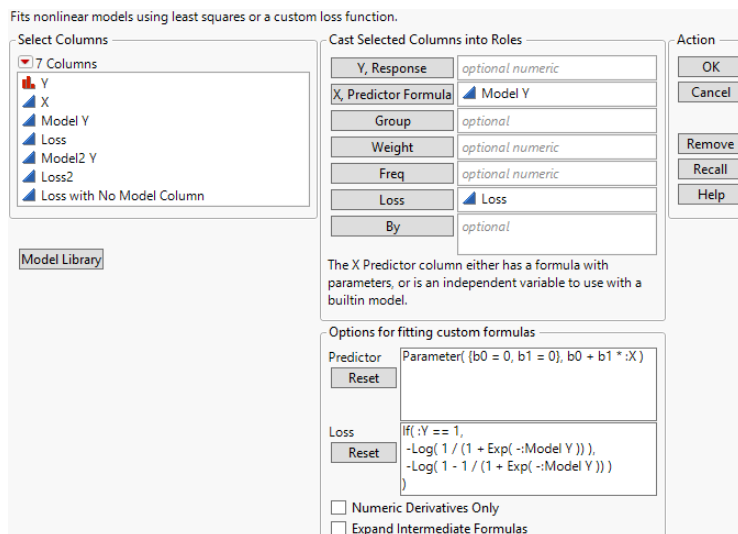 Fits nonlinear models using least squares or a custom loss function.
Select Columns
7 Columns
Y
X
Model Y
Loss
Model2 Y
Loss2
Loss with No Model Column
Model Library
Cast Selected Columns into Roles
Y, Response optional numeric
X, Predictor Formula Model Y
Group optional
Weight optional numeric
Freq optional numeric
Loss Loss
By optional
The X Predictor column either has a formula with
parameters, or is an independent variable to use with a
builtin model.
Options for fitting custom formulas
Predictor Parameter( {b0 = 0, b1 = 0}, b0 + b1 * :X )
Reset
Loss If( :Y == 1,
Reset -Log( 1 / (1 + Exp( -:Model Y )) ),
-Log( 1 - 1 / (1 + Exp( -:Model Y )) )
)
Numeric Derivatives Only
Expand Intermediate Formulas
Action
OK
Cancel
Remove
Recall
Help